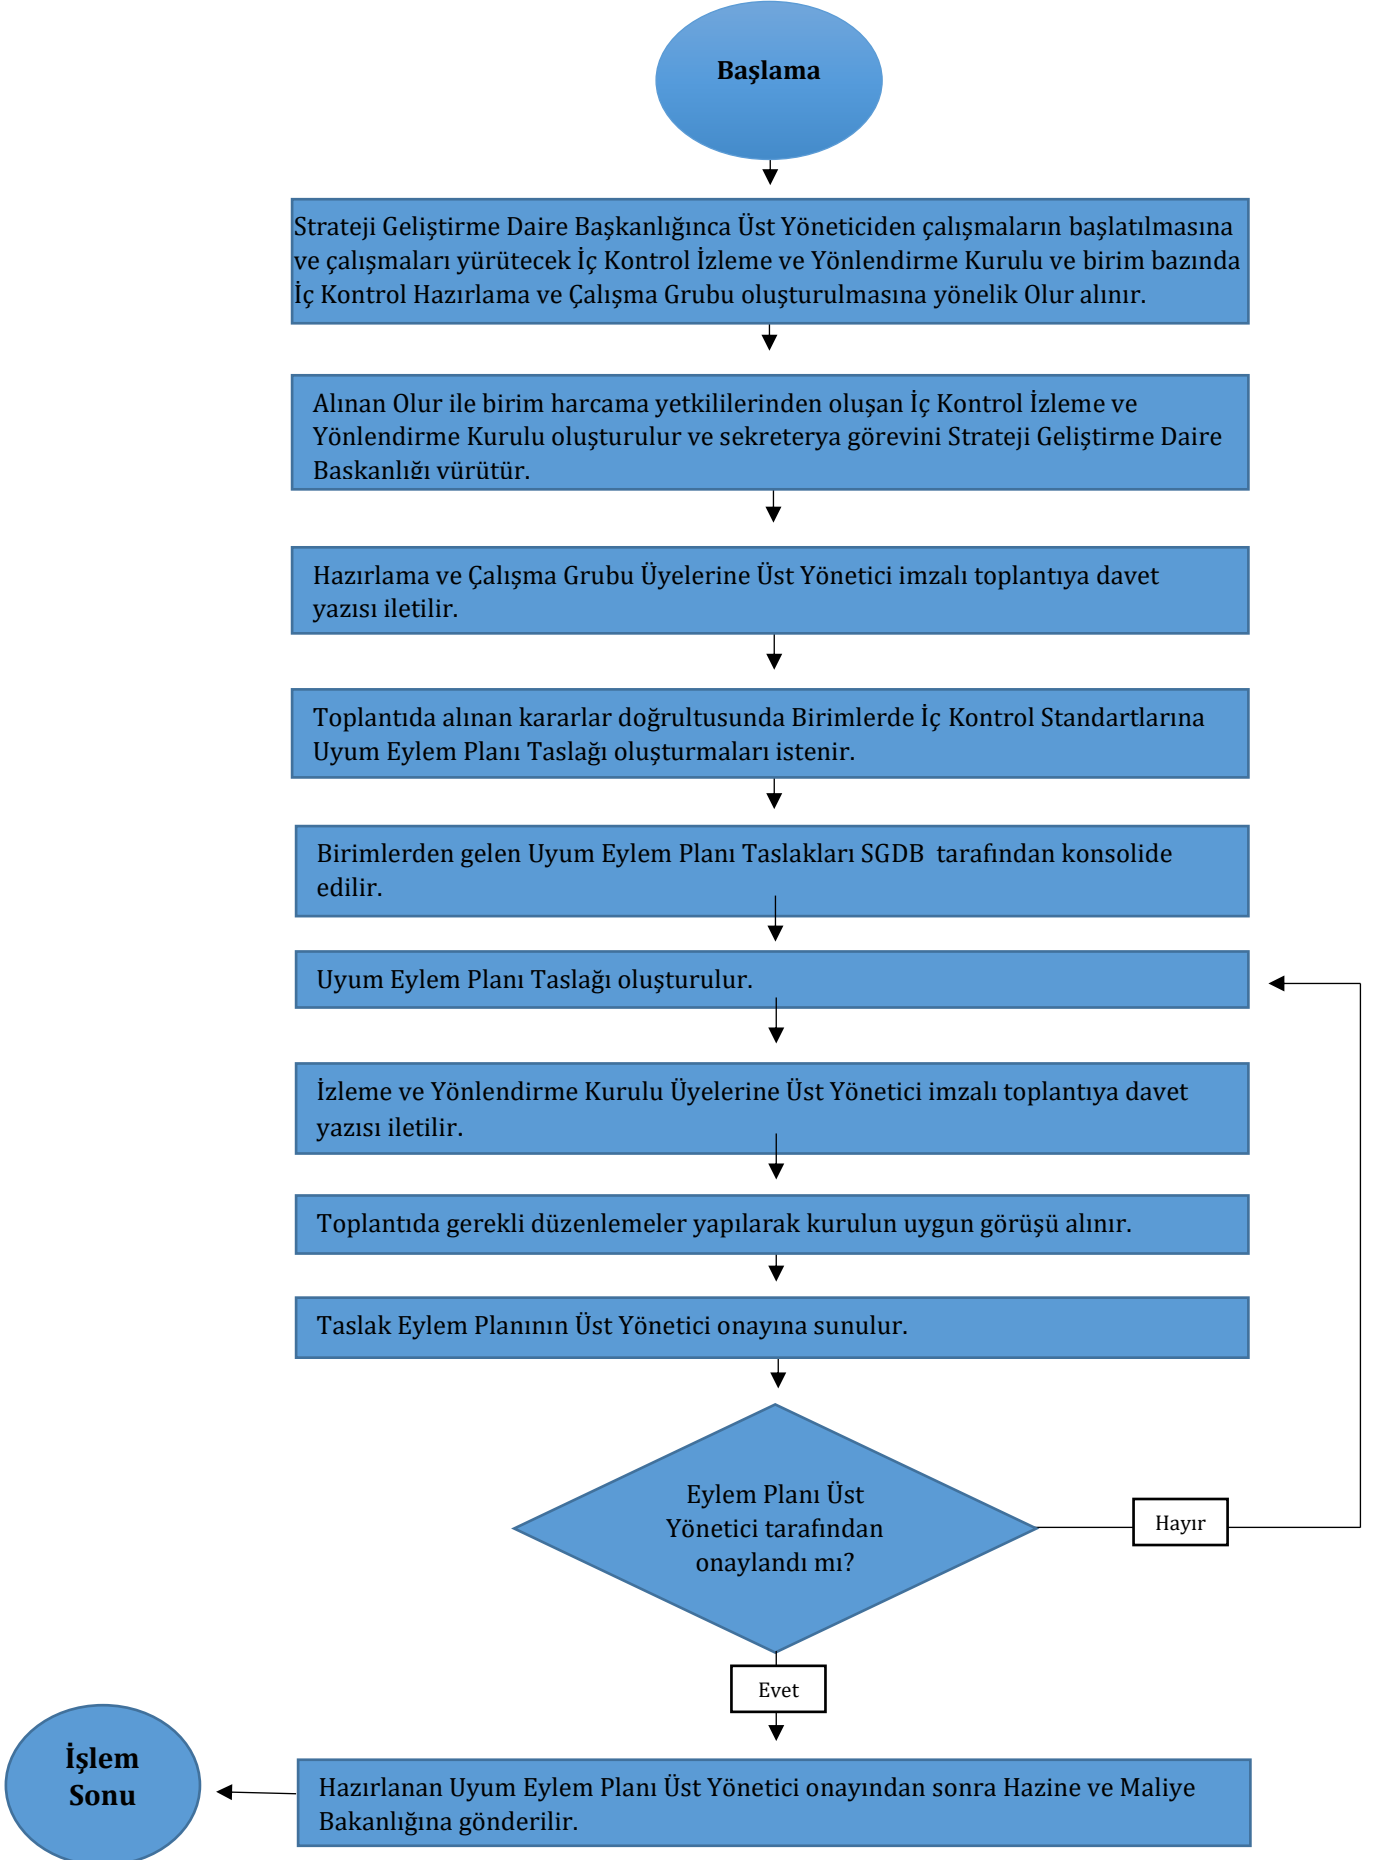 Başlama
Strateji Geliştirme Daire Başkanlığınca Üst Yöneticiden çalışmaların başlatılmasına
ve çalışmaları yürütecek İç Kontrol İzleme ve Yönlendirme Kurulu ve birim bazında
İç Kontrol Hazırlama ve Çalışma Grubu oluşturulmasına yönelik Olur alınır.
Alınan Olur ile birim harcama yetkililerinden oluşan İç Kontrol İzleme ve
Yönlendirme Kurulu oluşturulur ve sekreterya görevini Strateji Geliştirme Daire
Başkanlığı yürütür.
Hazırlama ve Çalışma Grubu Üyelerine Üst Yönetici imzalı toplantıya davet
yazısı iletilir.
Toplantıda alınan kararlar doğrultusunda Birimlerde İç Kontrol Standartlarına
Uyum Eylem Planı Taslağı oluşturmaları istenir.
Birimlerden gelen Uyum Eylem Planı Taslakları SGDB tarafından konsolide
edilir.
Uyum Eylem Planı Taslağı oluşturulur.
İzleme ve Yönlendirme Kurulu Üyelerine Üst Yönetici imzalı toplantıya davet
yazısı iletilir.
Toplantıda gerekli düzenlemeler yapılarak kurulun uygun görüşü alınır.
Taslak Eylem Planının Üst Yönetici onayına sunulur.
Eylem Planı Üst
Yönetici tarafından
onaylandı mı?
Hayır
Evet
Hazırlanan Uyum Eylem Planı Üst Yönetici onayından sonra Hazine ve Maliye
Bakanlığına gönderilir.
İşlem
Sonu